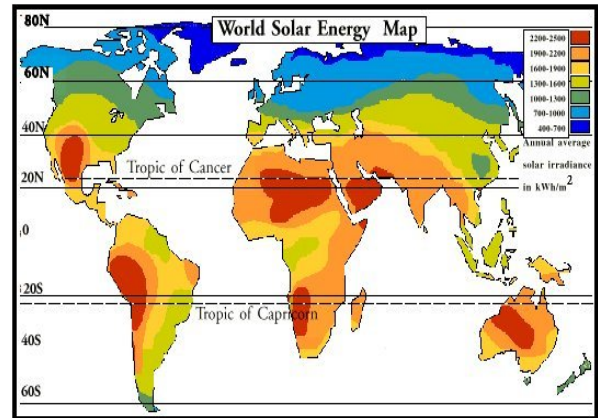 80N
World Solar Energy Map
2200-2500
1900-2200
1600-1900
1300-1600
1000-1300
700-1000
400-700
60N
40N
Annual average
solar irradiance
in kWh/m2
Tropic of Cancer
20N
0
20S
Tropic of Capricorn
40S
60S